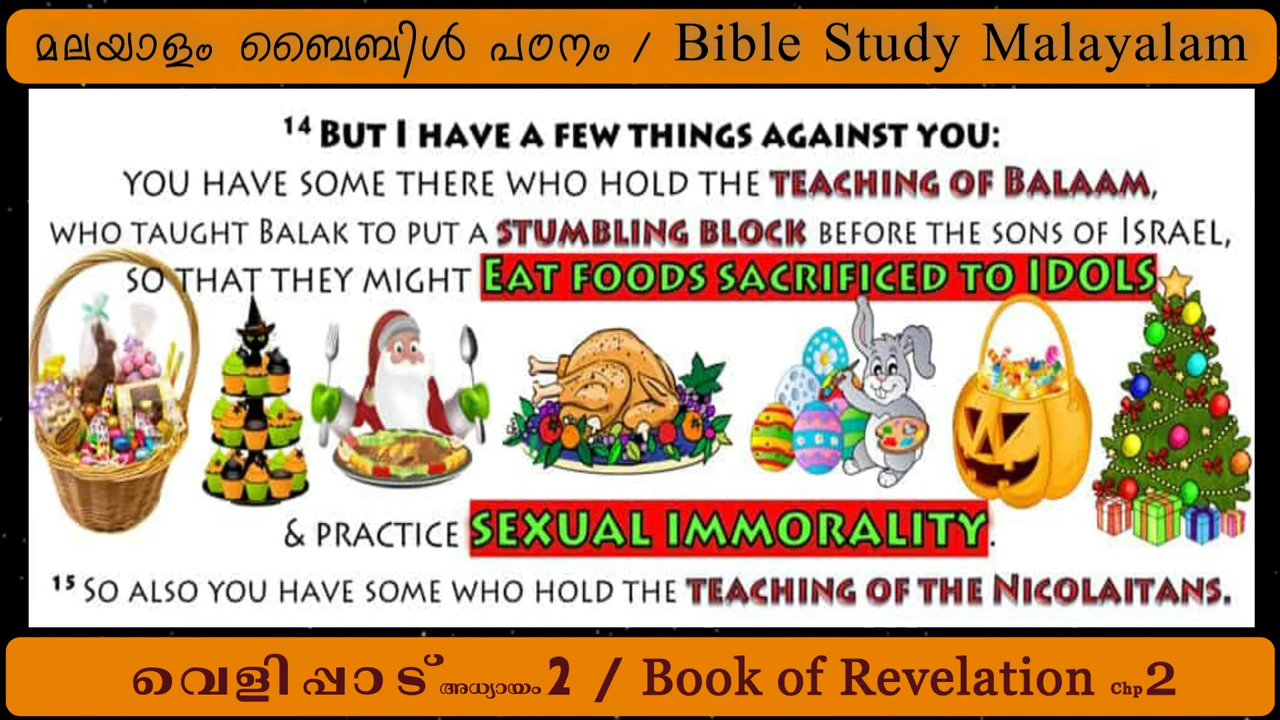 മലയാളം ബൈബിൾ പഠനം / Bible Study Malayalam
14 But I have a few things against you:
you have some there who hold the teaching of Balaam,
who taught Balak to put a stumbling block before the sons of Israel,
so that they might Eat foods sacrificed to IDOLS
& practice sexual immorality.
15 So also you have some who hold the teaching of the Nicolaitans.
വെളിപ്പാട് അധ്യായം 2 / Book of Revelation Chp 2